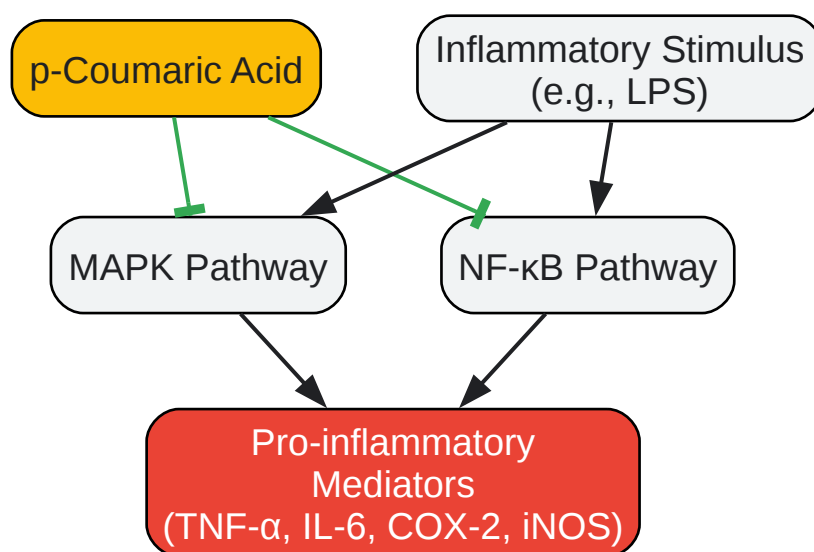 p-Coumaric Acid
Inflammatory Stimulus
(e.g., LPS)
MAPK Pathway
NF-κB Pathway
Pro-inflammatory
Mediators
(TNF-α, IL-6, COX-2, iNOS)